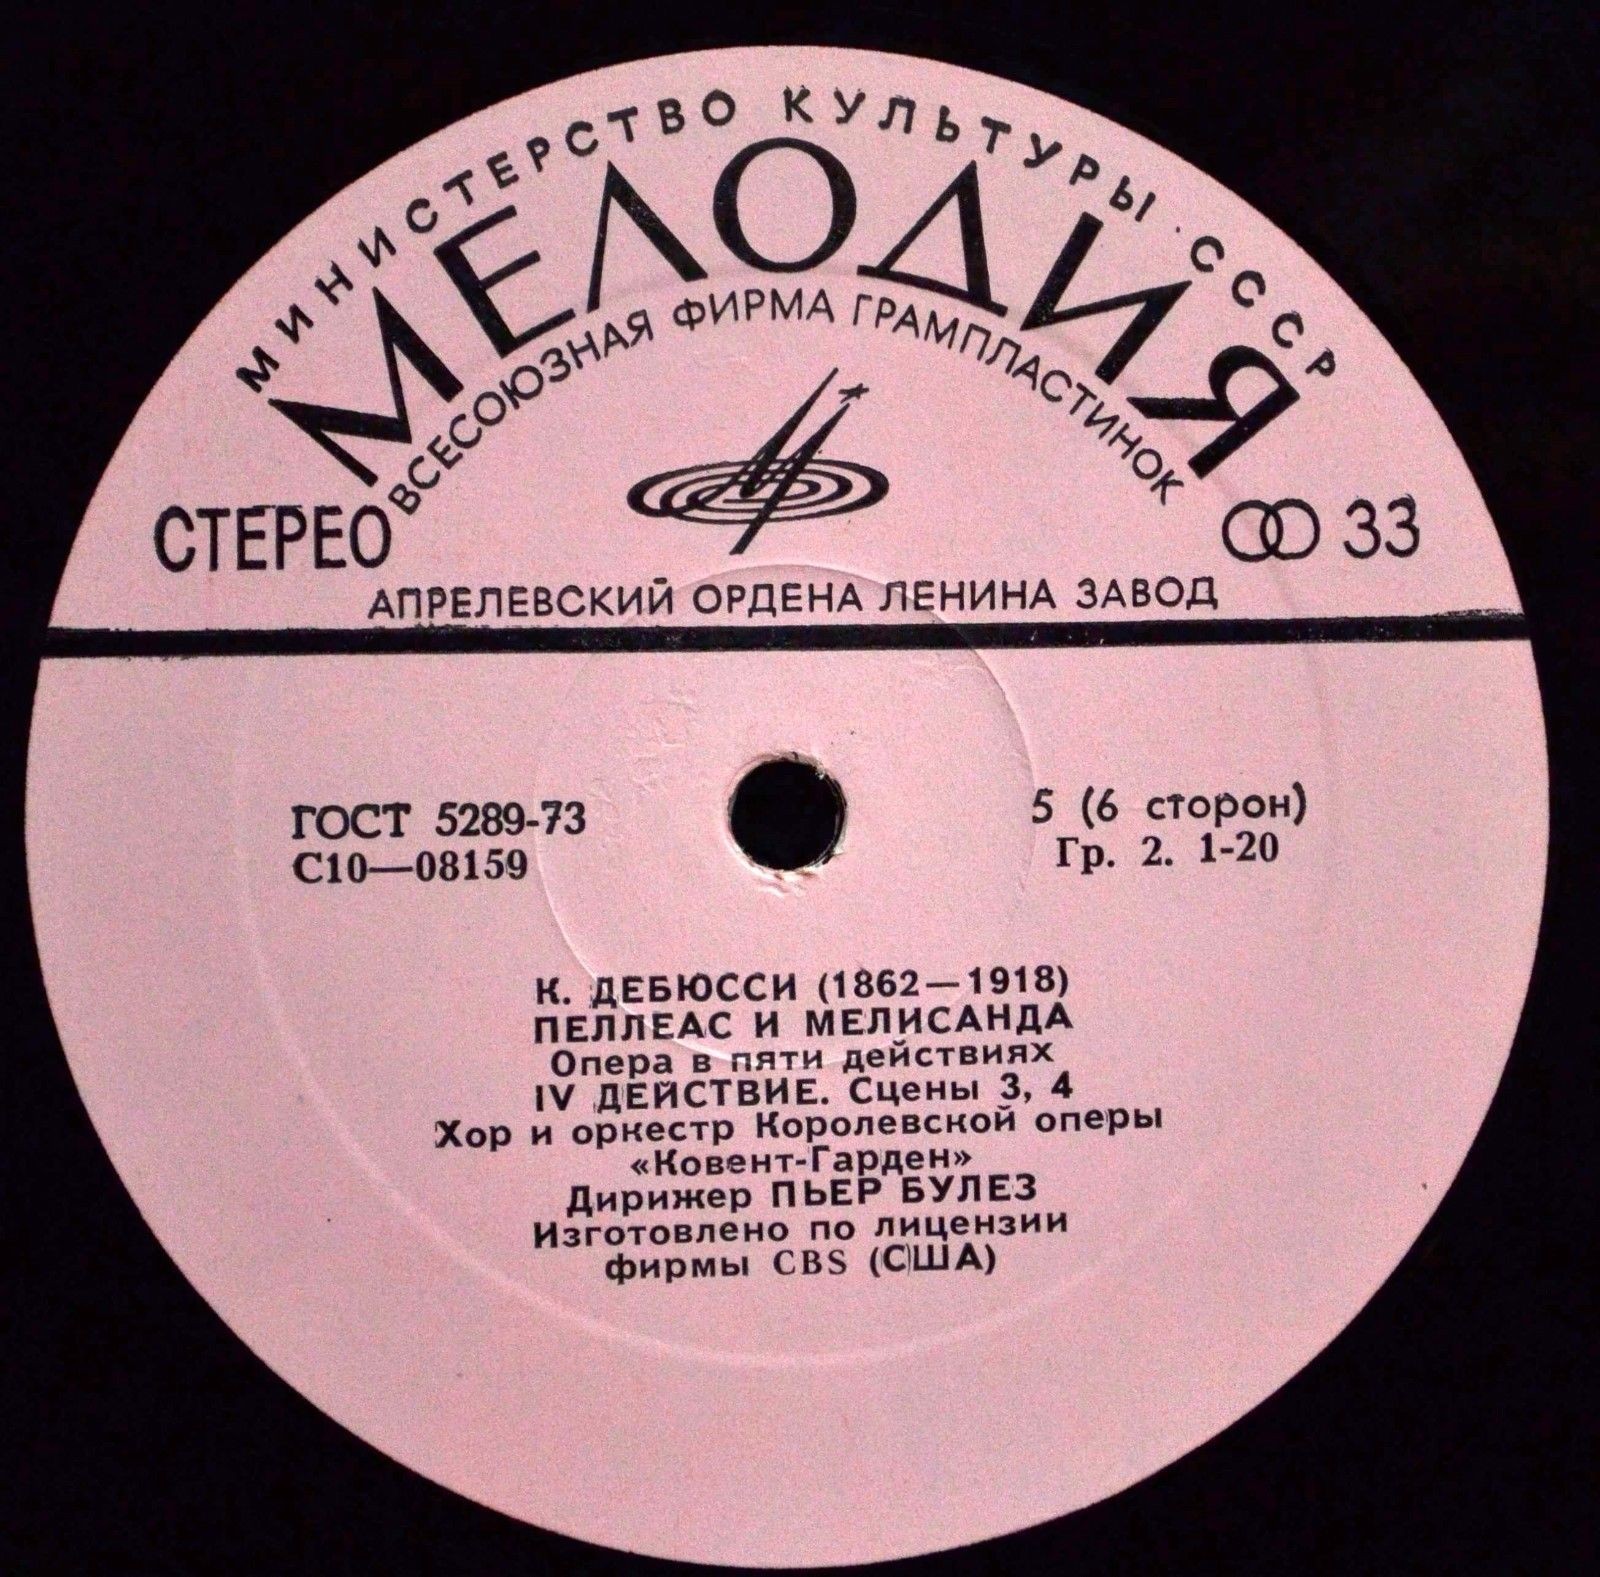 МИНИСТЕРСТВО КУЛЬТУРЫ СССР
МЕЛОДИЯ
ВСЕСОЮЗНАЯ ФИРМА ГРАМПЛАСТИНОК
СТЕРЕО
33
АПРЕЛЕВСКИЙ ОРДЕНА ЛЕНИНА ЗАВОД
ГОСТ 5289-73
С10—08159
5 (6 сторон)
Гр. 2. 1-20
К. ДЕБЮССИ (1862—1918)
ПЕЛЛЕАС И МЕЛИСАНДА
Опера в пяти действиях
IV ДЕЙСТВИЕ. Сцены 3, 4
Хор и оркестр Королевской оперы
«Ковент-Гарден»
Дирижер ПЬЕР БУЛЕЗ
Изготовлено по лицензии
фирмы CBS (США)